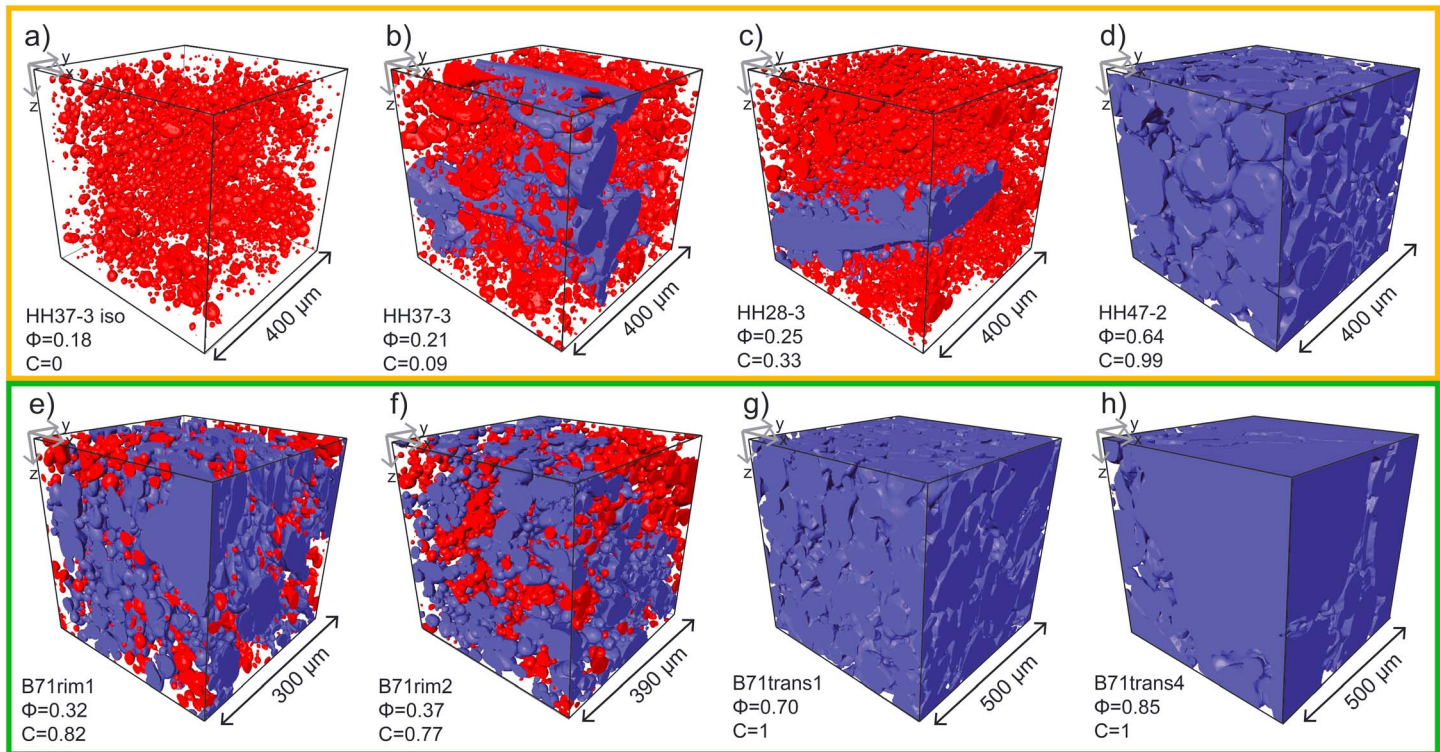 a)
y
x
z
400 µm
HH37-3 iso
Φ=0.18
C=0
b)
y
x
z
400 µm
HH37-3
Φ=0.21
C=0.09
c)
y
x
z
400 µm
HH28-3
Φ=0.25
C=0.33
d)
y
x
z
400 µm
HH47-2
Φ=0.64
C=0.99
e)
y
x
z
300 µm
B71rim1
Φ=0.32
C=0.82
f)
y
x
z
390 µm
B71rim2
Φ=0.37
C=0.77
g)
y
x
z
500 µm
B71trans1
Φ=0.70
C=1
h)
y
x
z
500 µm
B71trans4
Φ=0.85
C=1